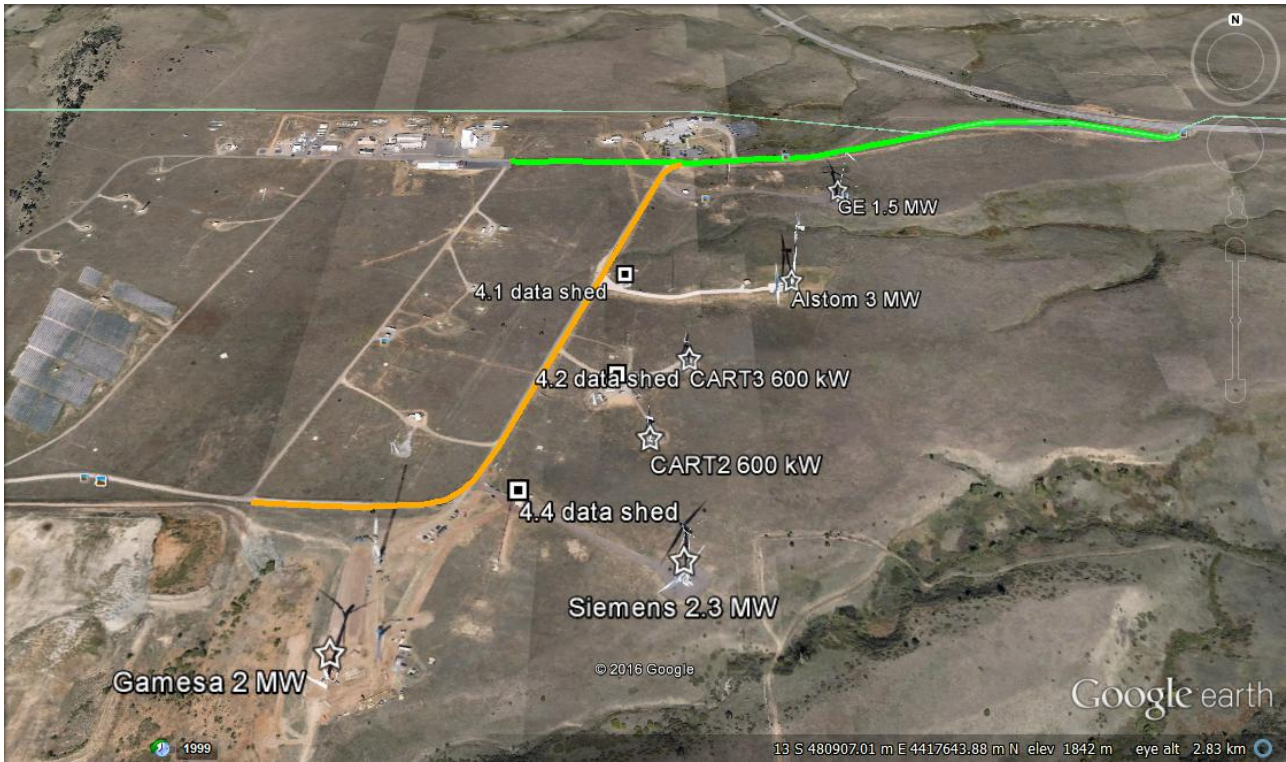 N
GE 1.5 MW
4.1 data shed
Alstom 3 MW
4.2 data shed
CART3 600 kW
CART2 600 kW
4.4 data shed
Siemens 2.3 MW
Gamesa 2 MW
© 2016 Google
Google earth
1999
13 S 480907.01 m E 4417643.88 m N elev 1842 m eye alt 2.83 km